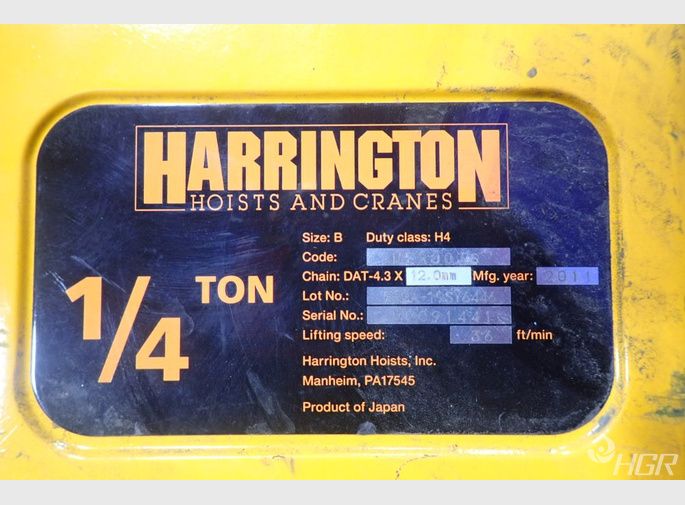 HARRINGTON
HOISTS AND CRANES
1/4 TON
Size: B Duty class: H4
Code:
Chain: DAT-4.3 X 12.0mm Mfg. year: 2011
Lot No.:
Serial No.:
Lifting speed: ft/min
Harrington Hoists, Inc.
Manheim, PA17545
Product of Japan
HGR